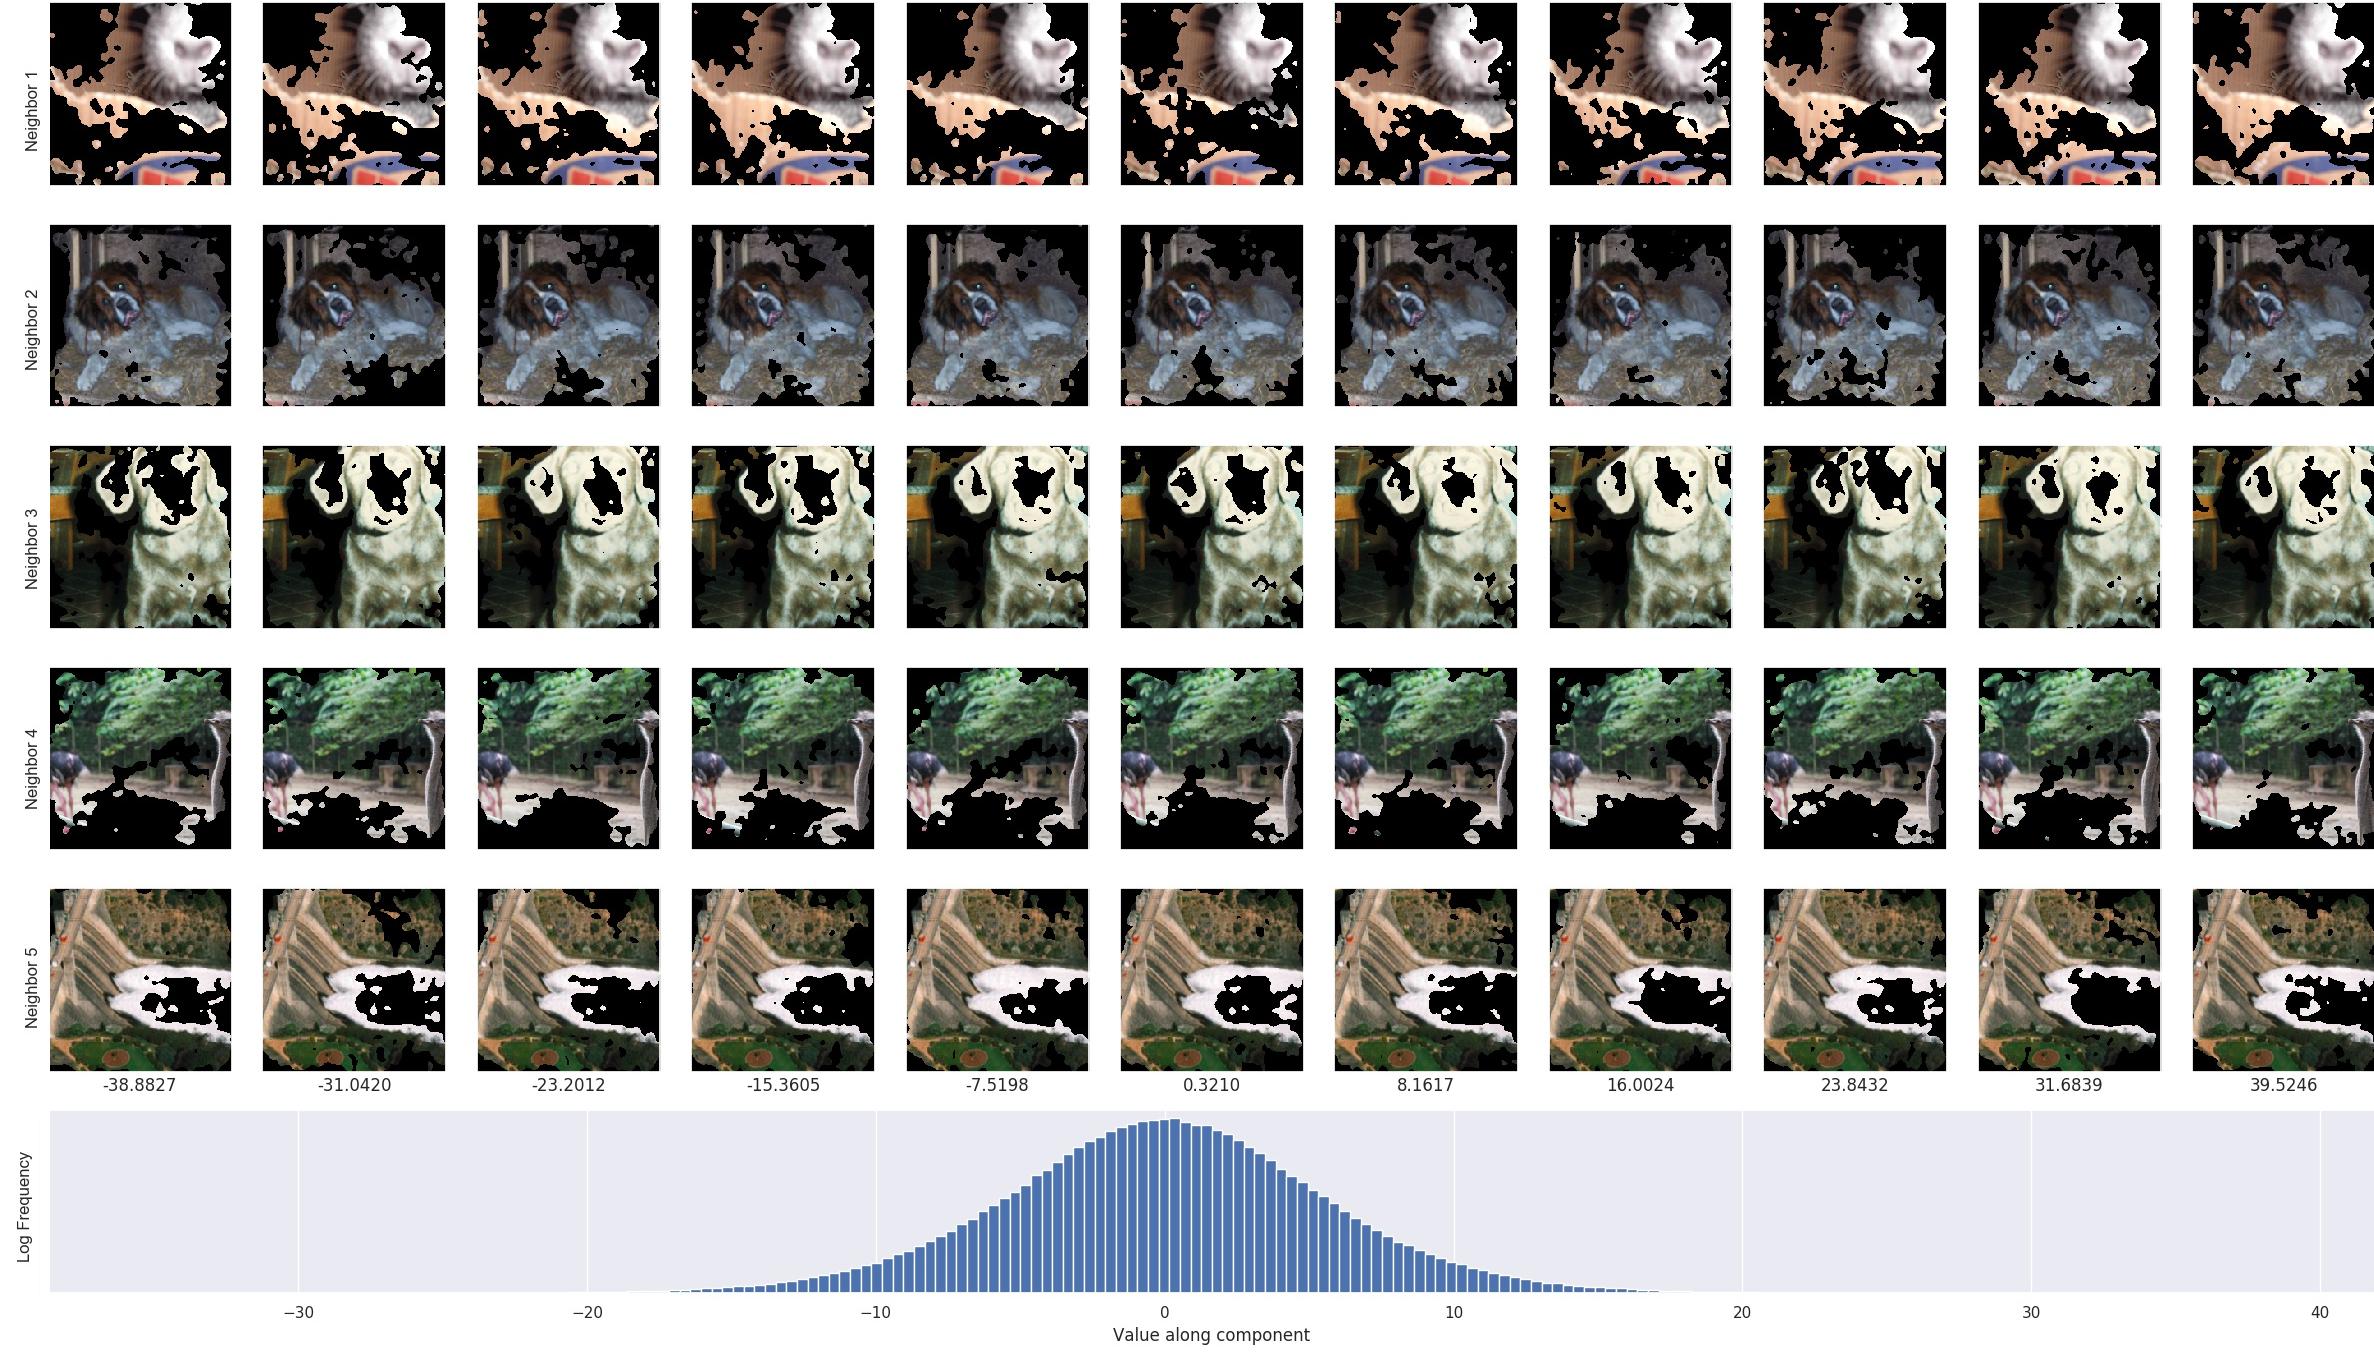 Neighbor 1
Neighbor 2
Neighbor 3
Neighbor 4
Neighbor 5
-38.8827 -31.0420 -23.2012 -15.3605 -7.5198 0.3210 8.1617 16.0024 23.8432 31.6839 39.5246
Log Frequency
−30 −20 −10 0 10 20 30 40
Value along component